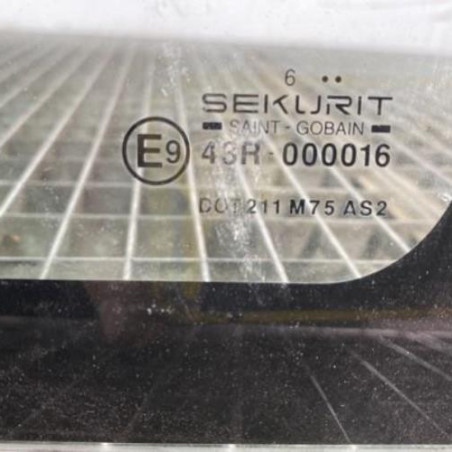 6 ••
SEKURIT
SAINT-GOBAIN
E9 43R-000016
DOT 211 M75 AS2